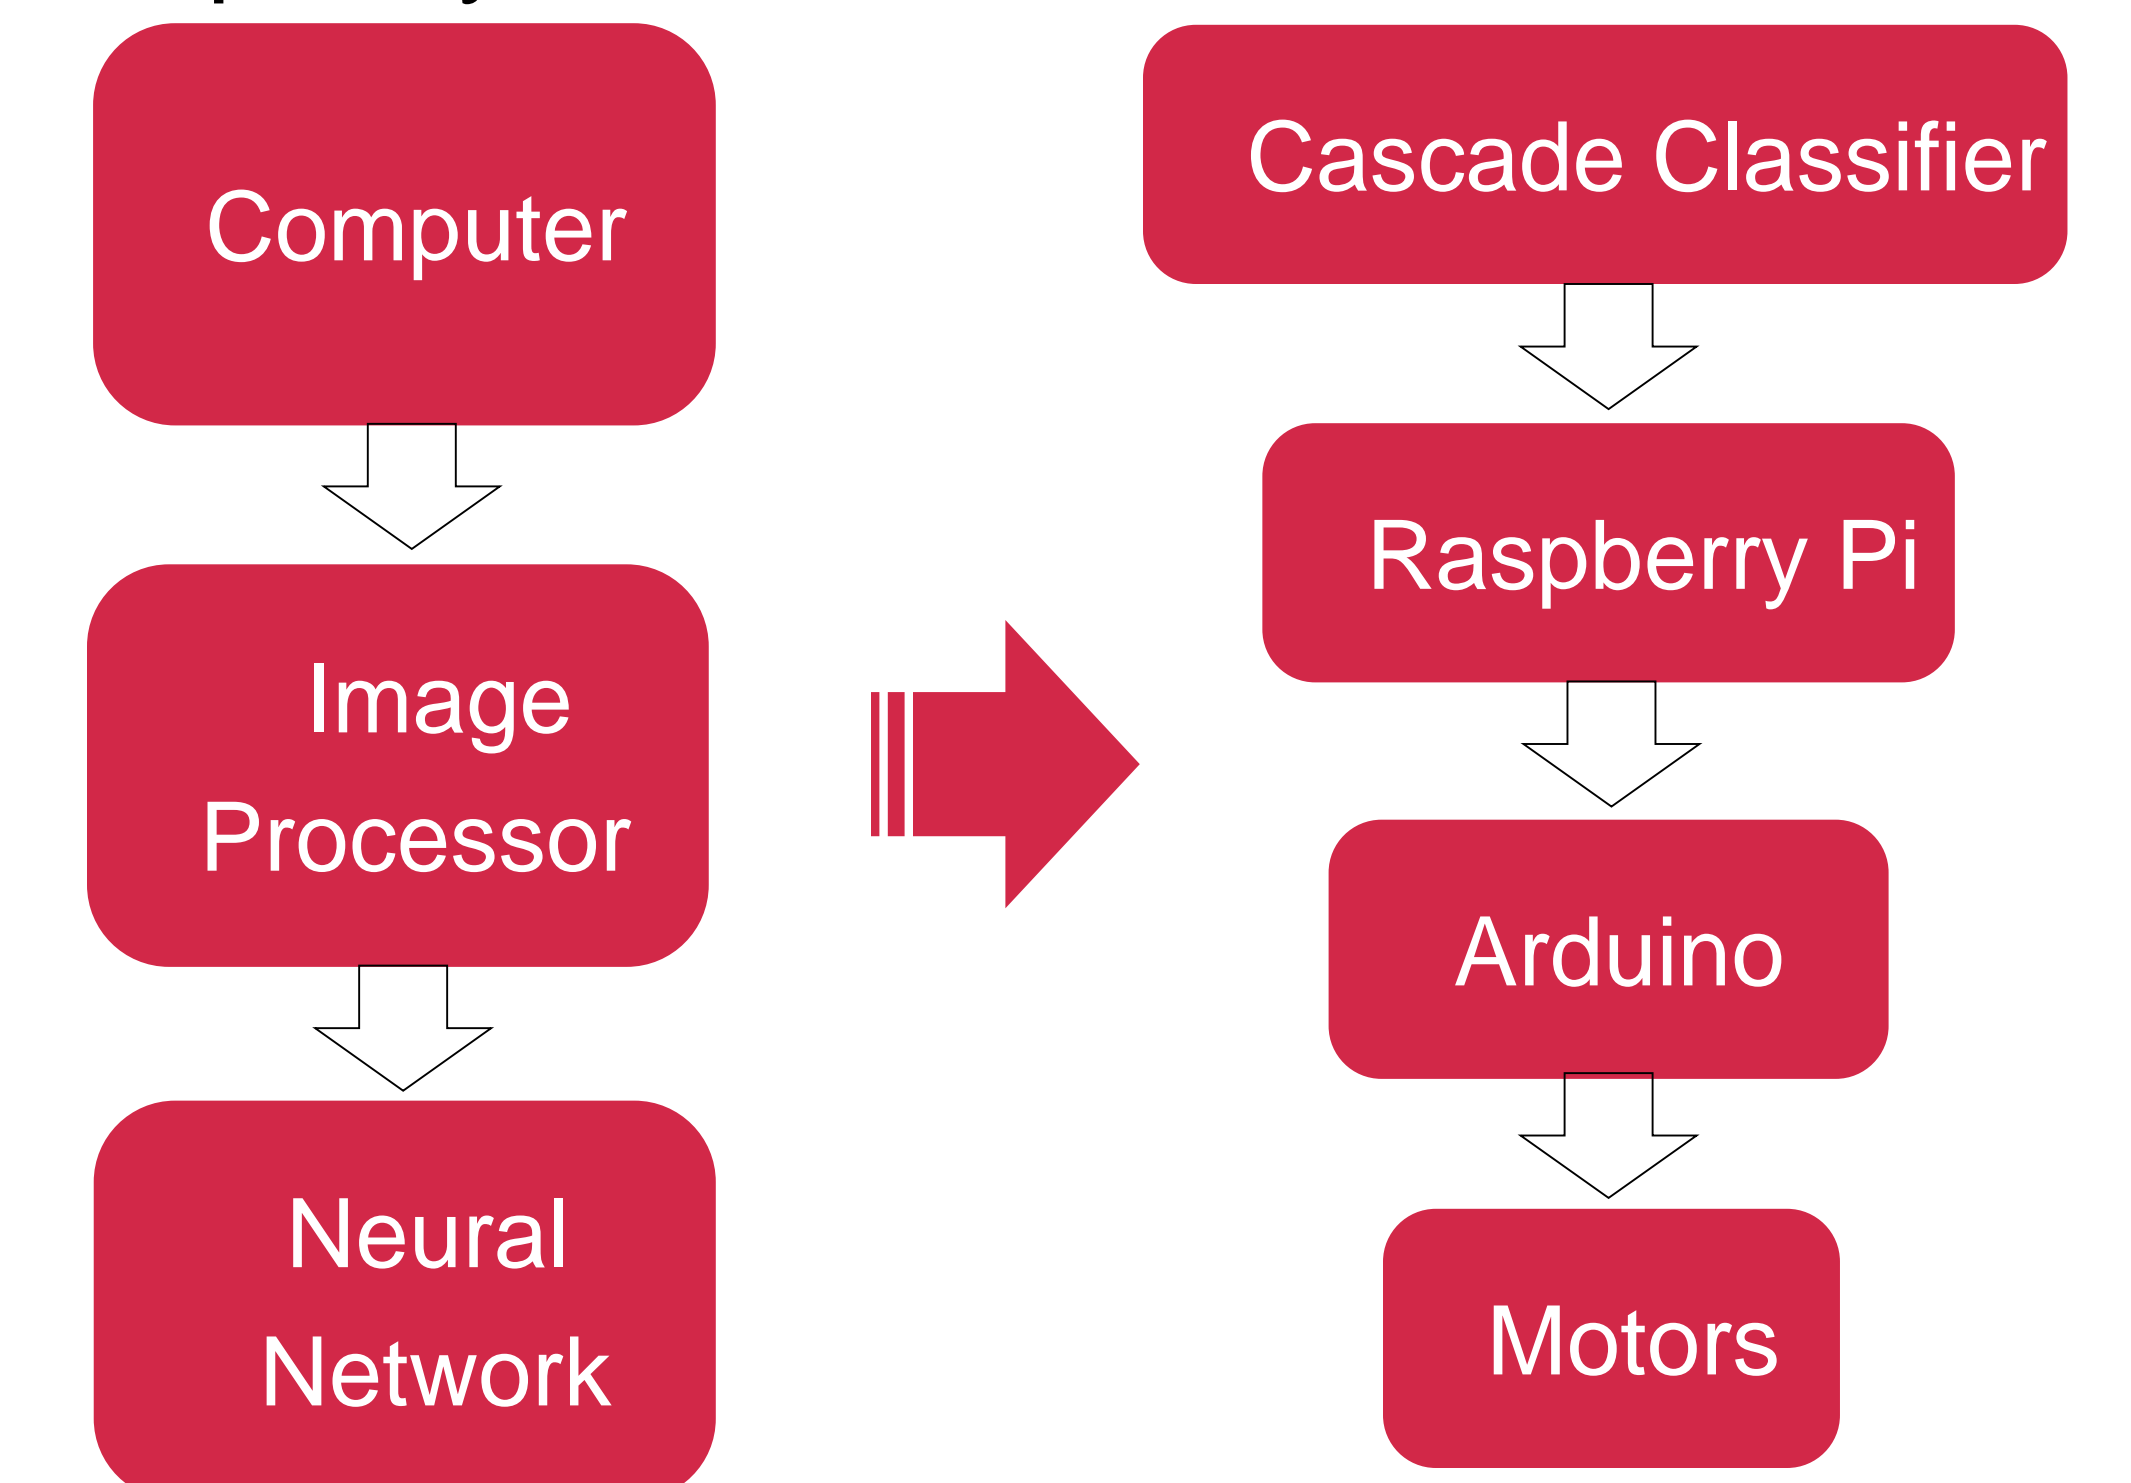 Computer
Image
Processor
Neural
Network
Cascade Classifier
Raspberry Pi
Arduino
Motors